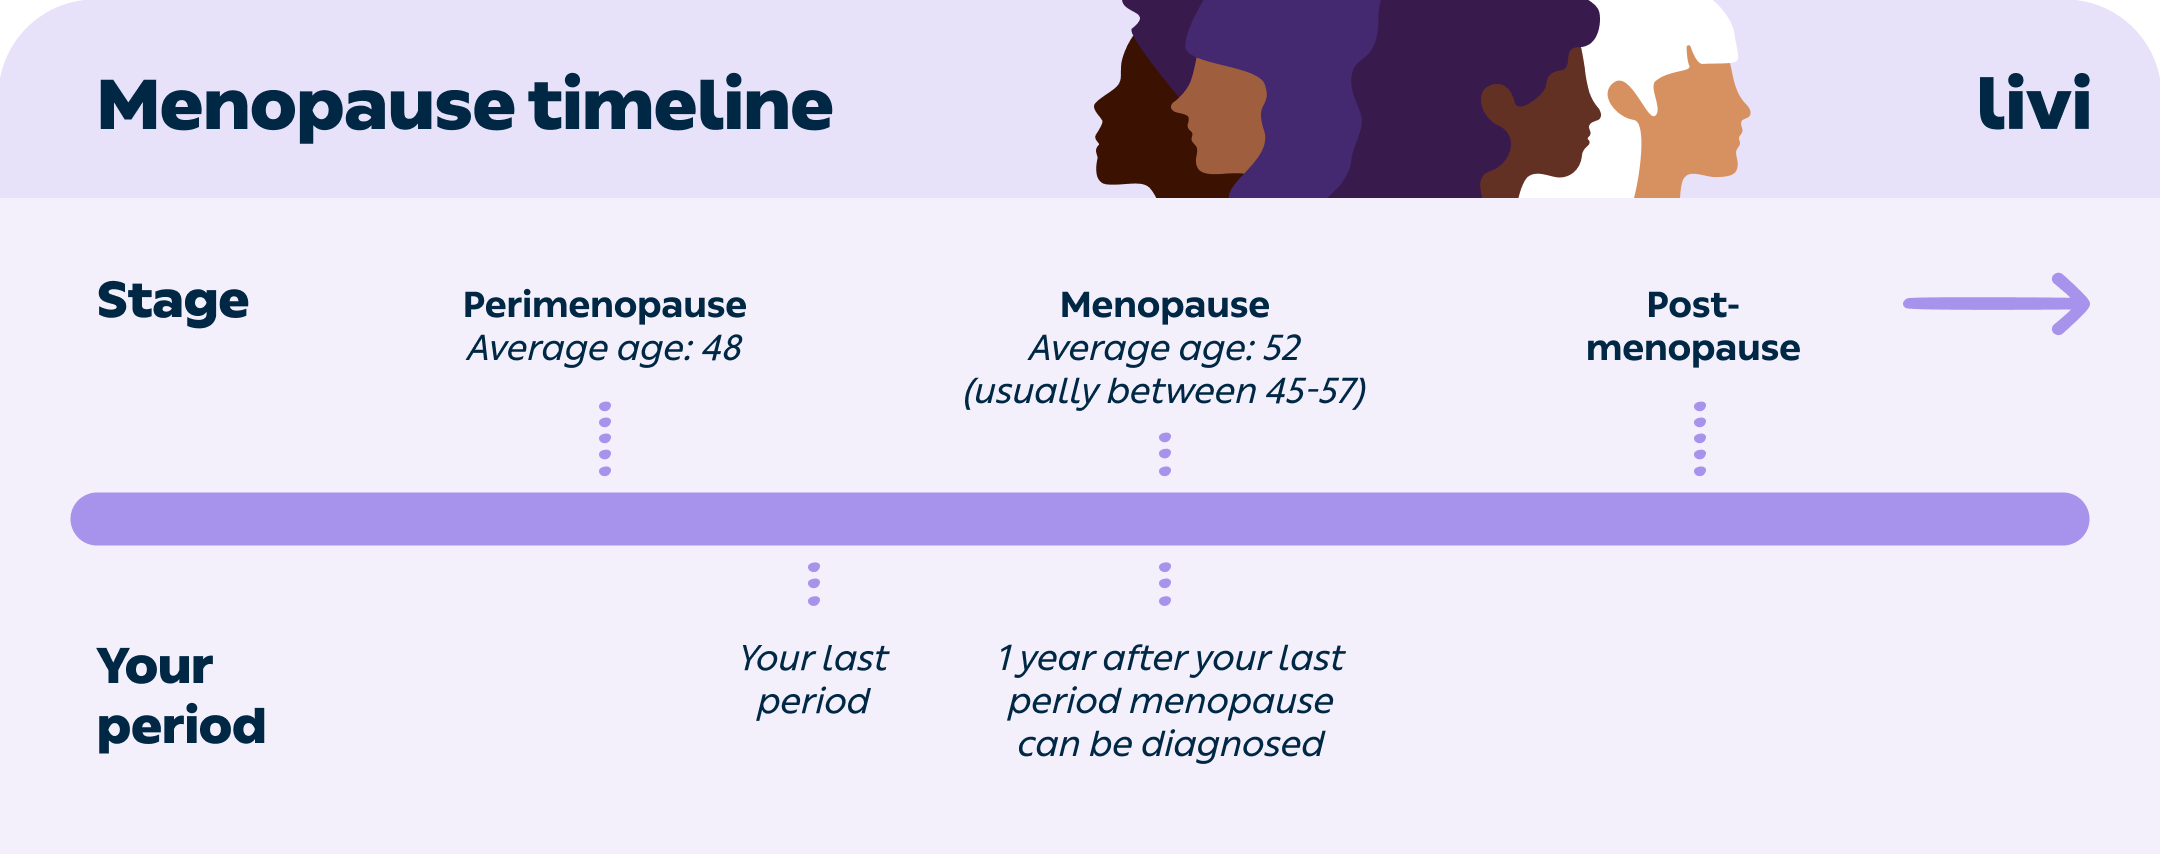 Menopause timeline
livi
Stage
Perimenopause
Average age: 48
Menopause
Average age: 52
(usually between 45-57)
Post-
menopause
Your
period
Your last
period
1 year after your last
period menopause
can be diagnosed